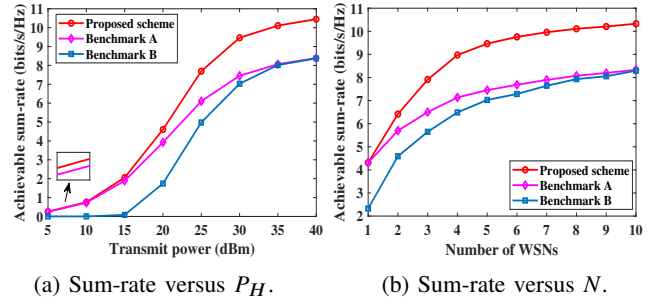 11
10
9
8
7
6
5
4
3
2
1
0
Achievable sum-rate (bits/s/Hz)
Proposed scheme
Benchmark A
Benchmark B
5 10 15 20 25 30 35 40
Transmit power (dBm)
(a) Sum-rate versus P_H.
11
10
9
8
7
6
5
4
3
2
Achievable sum-rate (bits/s/Hz)
Proposed scheme
Benchmark A
Benchmark B
1 2 3 4 5 6 7 8 9 10
Number of WSNs
(b) Sum-rate versus N.